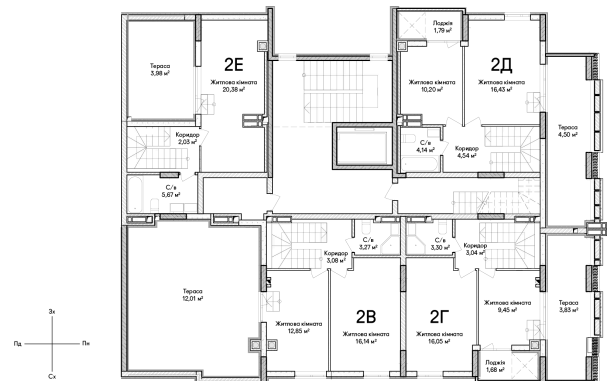 Лоджія
1,79 м²
Тераса
3,98 м²
2Е
Житлова кімната
20,38 м²
Житлова кімната
10,20 м²
2Д
Житлова кімната
16,43 м²
Коридор
2,03 м²
С/в
4,14 м²
Коридор
4,54 м²
Тераса
4,50 м²
С/в
5,67 м²
С/в
3,27 м²
С/в
3,30 м²
Коридор
3,04 м²
Коридор
3,08 м²
Тераса
12,01 м²
Житлова кімната
12,85 м²
2В
Житлова кімната
16,14 м²
2Г
Житлова кімната
16,05 м²
Житлова кімната
9,45 м²
Тераса
3,83 м²
Лоджія
1,68 м²
Зх
Пд
Пн
Сх